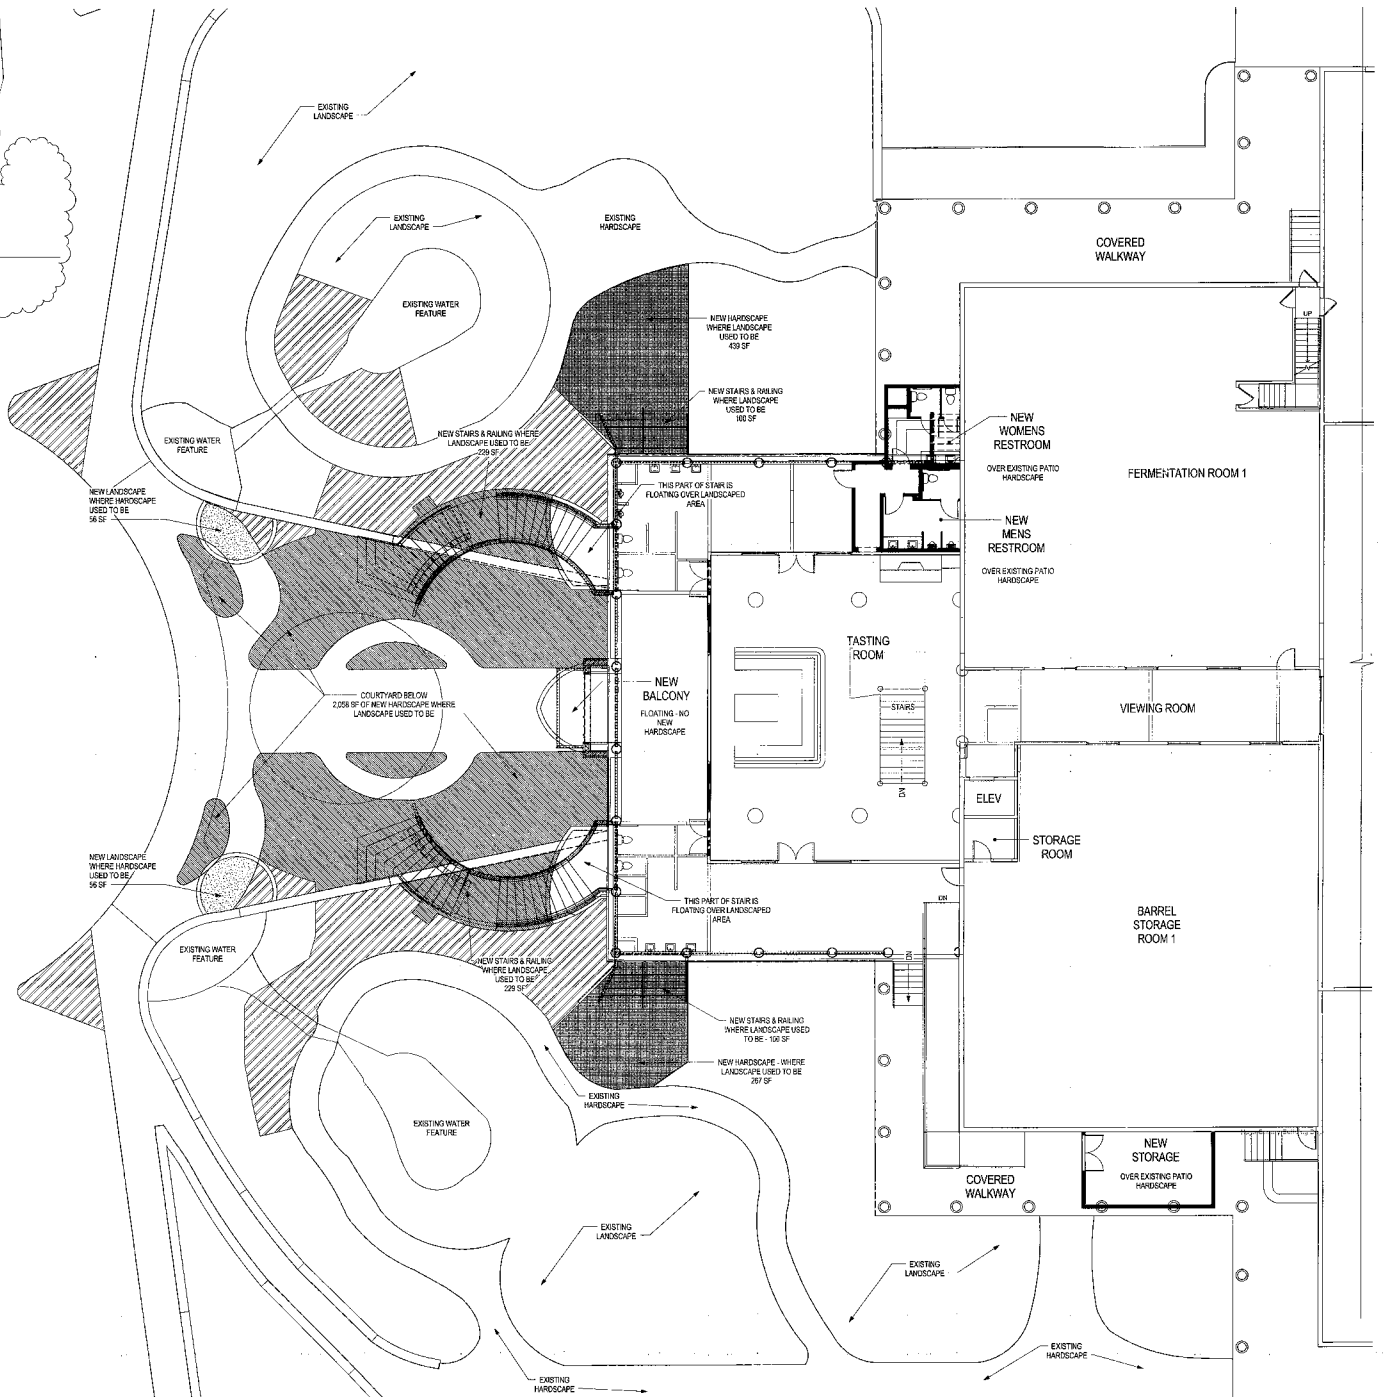 EXISTING
LANDSCAPE
EXISTING
LANDSCAPE
EXISTING
HARDSCAPE
COVERED
WALKWAY
EXISTING WATER
FEATURE
NEW HARDSCAPE
WHERE LANDSCAPE
USED TO BE
439 SF
UP
NEW STAIRS & RAILING
WHERE LANDSCAPE
USED TO BE
100 SF
NEW
WOMENS
RESTROOM
OVER EXISTING PATIO
HARDSCAPE
EXISTING WATER
FEATURE
NEW STAIRS & RAILING WHERE
LANDSCAPE USED TO BE
229 SF
FERMENTATION ROOM 1
THIS PART OF STAIR IS
FLOATING OVER LANDSCAPED
AREA
NEW LANDSCAPE
WHERE HARDSCAPE
USED TO BE
56 SF
NEW
MENS
RESTROOM
OVER EXISTING PATIO
HARDSCAPE
TASTING
ROOM
NEW
BALCONY
FLOATING - NO
NEW
HARDSCAPE
COURTYARD BELOW
2,058 SF OF NEW HARDSCAPE WHERE
LANDSCAPE USED TO BE
STAIRS
DN
VIEWING ROOM
ELEV
STORAGE
ROOM
NEW LANDSCAPE
WHERE HARDSCAPE
USED TO BE
56 SF
THIS PART OF STAIR IS
FLOATING OVER LANDSCAPED
AREA
DN
BARREL
STORAGE
ROOM 1
EXISTING WATER
FEATURE
DN
NEW STAIRS & RAILING
WHERE LANDSCAPE
USED TO BE
229 SF
NEW STAIRS & RAILING
WHERE LANDSCAPE USED
TO BE - 100 SF
NEW HARDSCAPE - WHERE
LANDSCAPE USED TO BE
267 SF
EXISTING
HARDSCAPE
EXISTING WATER
FEATURE
NEW
STORAGE
OVER EXISTING PATIO
HARDSCAPE
COVERED
WALKWAY
EXISTING
LANDSCAPE
EXISTING
LANDSCAPE
EXISTING
HARDSCAPE
EXISTING
HARDSCAPE